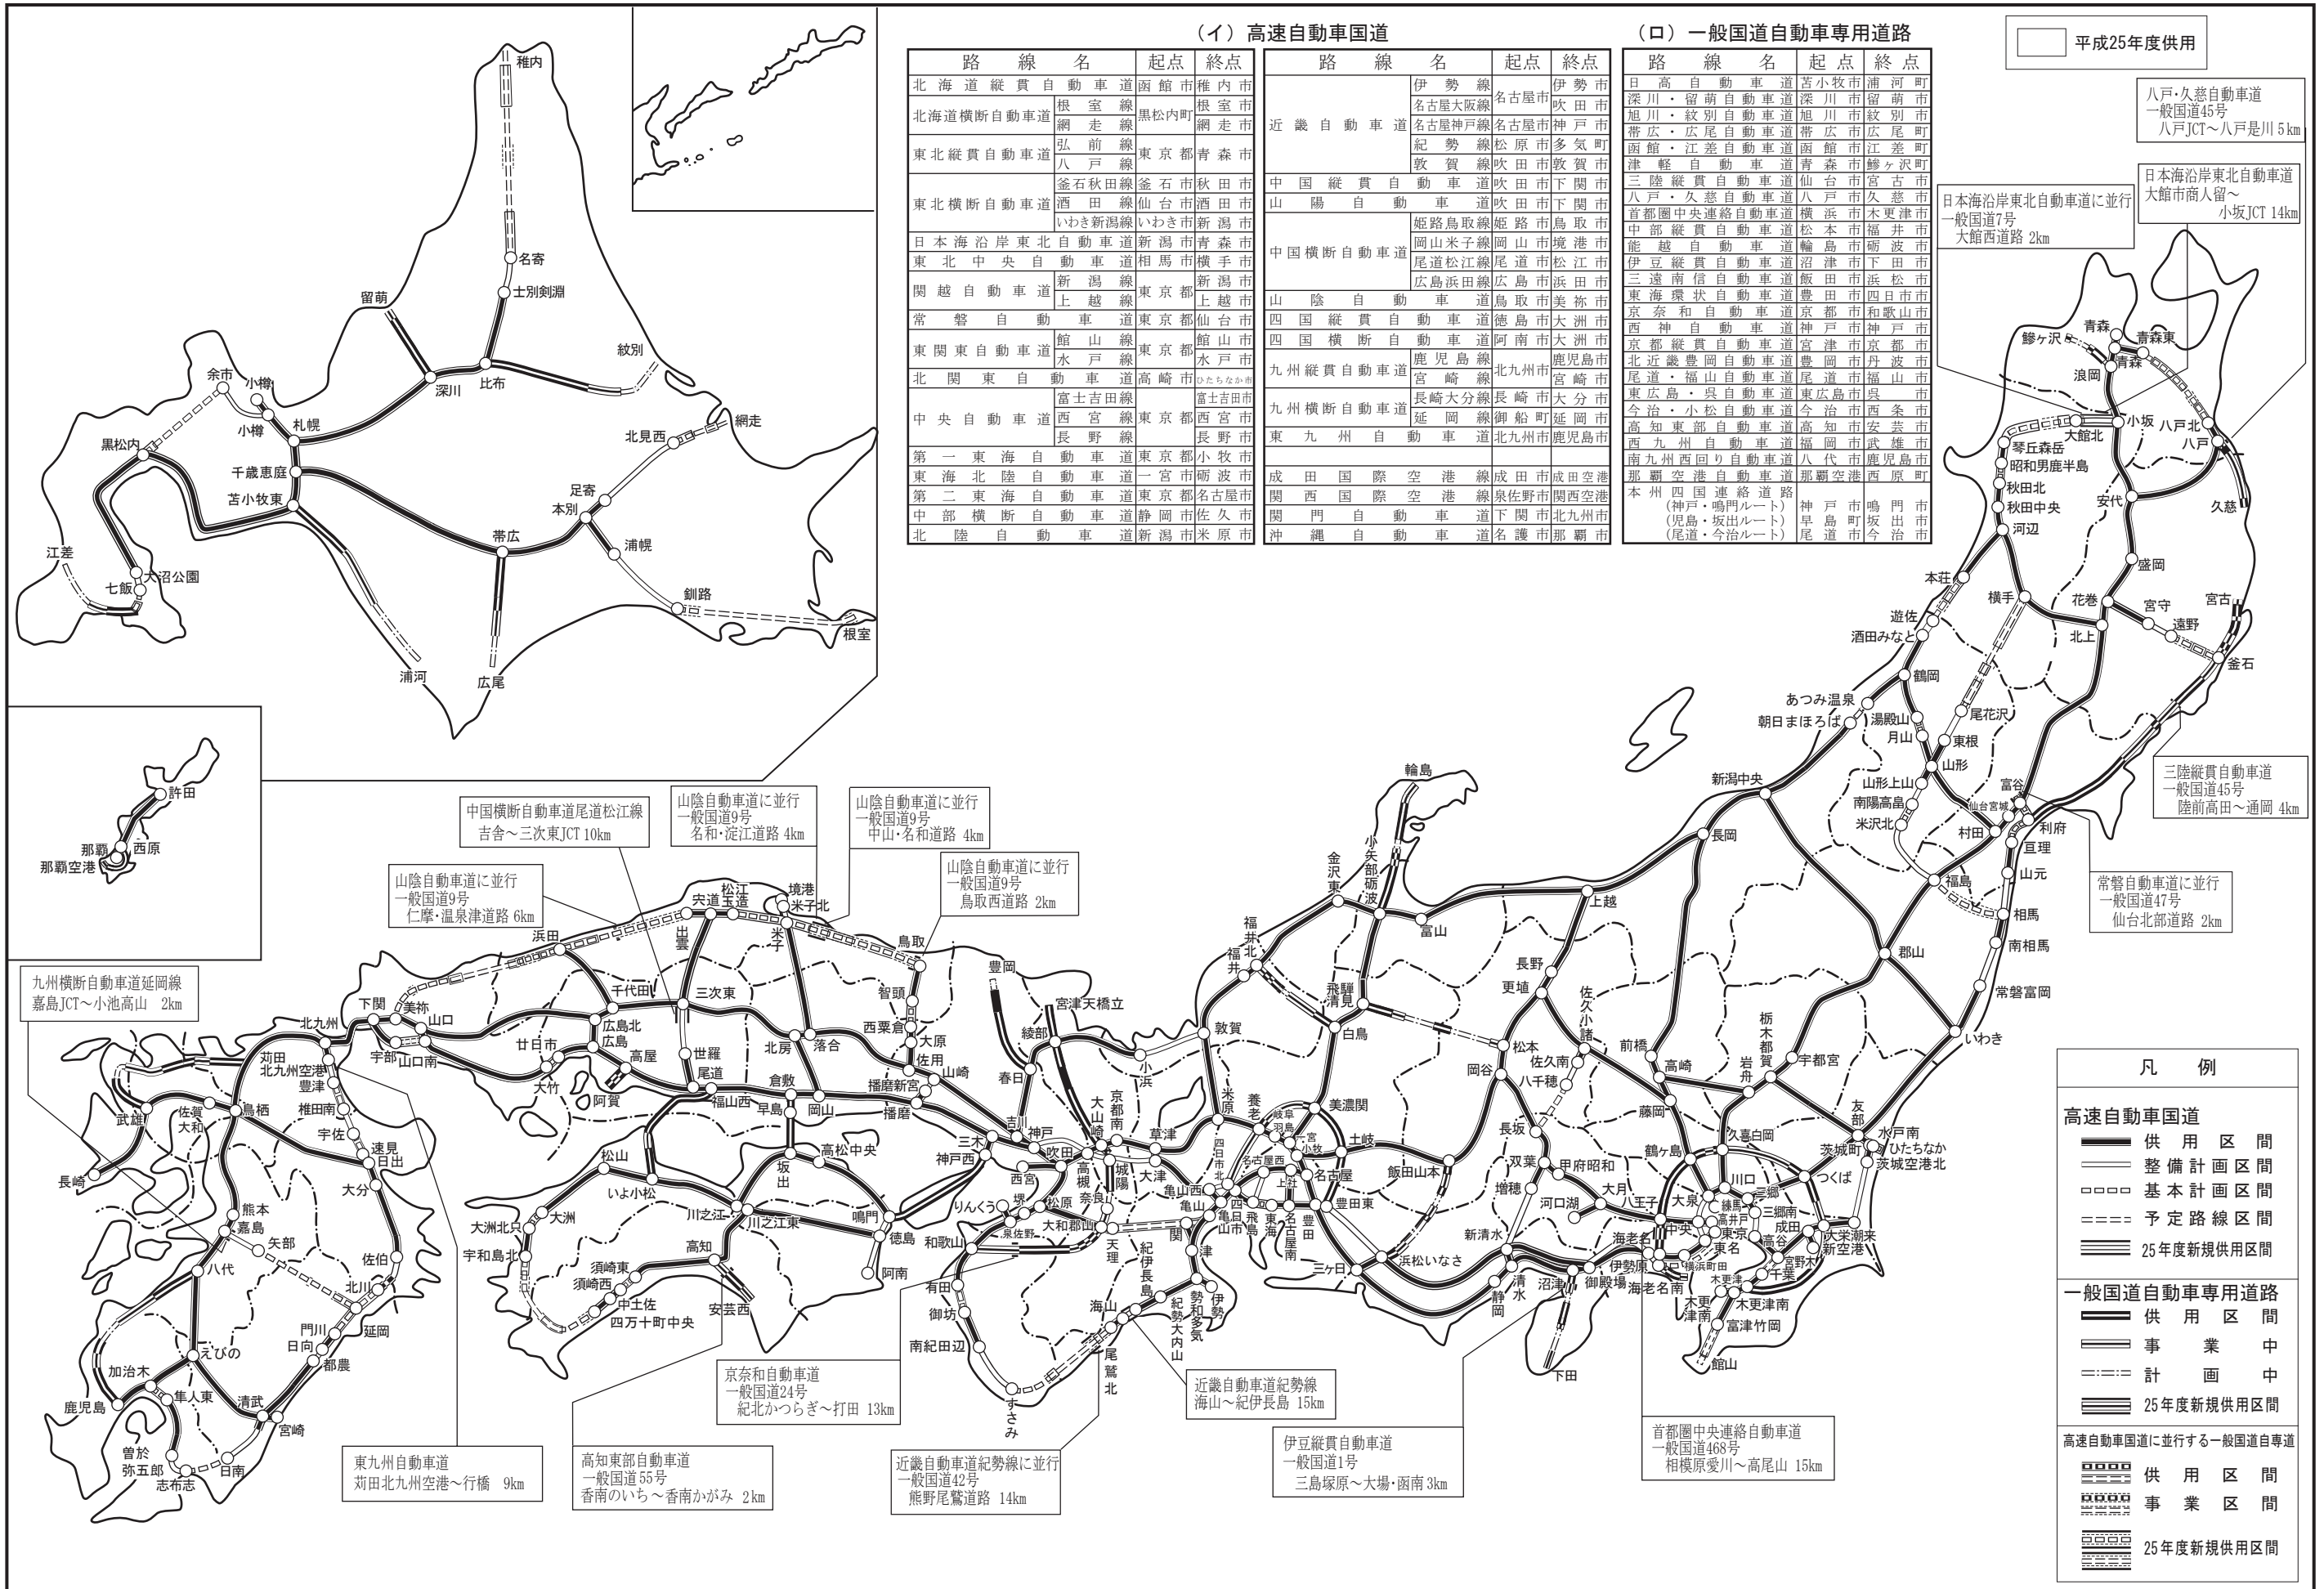 (イ) 高速自動車国道
路線名 起点 終点
北海道縦貫自動車道 函館市 稚内市
北海道横断自動車道 根室線 黒松内町 根室市
網走線 網走市
東北縦貫自動車道 弘前線 東京都 青森市
八戸線
東北横断自動車道 釜石秋田線 釜石市 秋田市
酒田線 仙台市 酒田市
いわき新潟線 いわき市 新潟市
日本海沿岸東北自動車道 新潟市 青森市
東北中央自動車道 相馬市 横手市
関越自動車道 新潟線 東京都 新潟市
上越線 上越市
常磐自動車道 東京都 仙台市
東関東自動車道 館山線 東京都 館山市
水戸線 水戸市
北関東自動車道 高崎市 ひたちなか市
中央自動車道 富士吉田線 東京都 富士吉田市
西宮線 西宮市
長野線 長野市
第一東海自動車道 東京都 小牧市
東海北陸自動車道 一宮市 砺波市
第二東海自動車道 東京都 名古屋市
中部横断自動車道 静岡市 佐久市
北陸自動車道 新潟市 米原市
路線名 起点 終点
近畿自動車道 伊勢線 名古屋市 伊勢市
名古屋大阪線 吹田市
名古屋神戸線 名古屋市 神戸市
紀勢線 松原市 多気町
敦賀線 吹田市 敦賀市
中国縦貫自動車道 吹田市 下関市
山陽自動車道 吹田市 下関市
中国横断自動車道 姫路鳥取線 姫路市 鳥取市
岡山米子線 岡山市 境港市
尾道松江線 尾道市 松江市
広島浜田線 広島市 浜田市
山陰自動車道 鳥取市 美祢市
四国縦貫自動車道 徳島市 大洲市
四国横断自動車道 阿南市 大洲市
九州縦貫自動車道 鹿児島線 北九州市 鹿児島市
宮崎線 宮崎市
九州横断自動車道 長崎大分線 長崎市 大分市
延岡線 御船町 延岡市
東九州自動車道 北九州市 鹿児島市
成田国際空港線 成田市 成田空港
関西国際空港線 泉佐野市 関西空港
関門自動車道 下関市 北九州市
沖縄自動車道 名護市 那覇市
(ロ) 一般国道自動車専用道路
路線名 起点 終点
日高自動車道 苫小牧市 浦河町
深川・留萌自動車道 深川市 留萌市
旭川・紋別自動車道 旭川市 紋別市
帯広・広尾自動車道 帯広市 広尾町
函館・江差自動車道 函館市 江差町
津軽自動車道 青森市 鰺ヶ沢町
三陸縦貫自動車道 仙台市 宮古市
八戸・久慈自動車道 八戸市 久慈市
首都圏中央連絡自動車道 横浜市 木更津市
中部縦貫自動車道 松本市 福井市
能越自動車道 輪島市 砺波市
伊豆縦貫自動車道 沼津市 下田市
三遠南信自動車道 飯田市 浜松市
東海環状自動車道 豊田市 四日市市
京奈和自動車道 京都市 和歌山市
西神自動車道 神戸市 神戸市
京都縦貫自動車道 宮津市 京都市
北近畿豊岡自動車道 豊岡市 丹波市
尾道・福山自動車道 尾道市 福山市
東広島・呉自動車道 東広島市 呉市
今治・小松自動車道 今治市 西条市
高知東部自動車道 高知市 安芸市
西九州自動車道 福岡市 武雄市
南九州西回り自動車道 八代市 鹿児島市
那覇空港自動車道 那覇空港 西原町
本州四国連絡道路
(神戸・鳴門ルート) 神戸市 鳴門市
(児島・坂出ルート) 早島町 坂出市
(尾道・今治ルート) 尾道市 今治市
平成25年度供用
八戸・久慈自動車道
一般国道45号
八戸JCT～八戸是川 5km
日本海沿岸東北自動車道
大館市商人留～
小坂JCT 14km
日本海沿岸東北自動車道に並行
一般国道7号
大館西道路 2km
稚内
名寄
士別剣淵
留萌
紋別
深川
比布
余市
小樽
小樽
札幌
網走
北見西
黒松内
千歳恵庭
苫小牧東
足寄
本別
帯広
浦幌
釧路
根室
江差
大沼公園
七飯
浦河
広尾
許田
那覇
西原
那覇空港
鰺ヶ沢
青森
青森東
青森
浪岡
小坂
大館北
八戸北
八戸
久慈
琴丘森岳
昭和男鹿半島
秋田北
秋田中央
河辺
安代
盛岡
本荘
横手
花巻
宮守
宮古
遠野
北上
釜石
遊佐
酒田みなと
鶴岡
あつみ温泉
朝日まほろば
湯殿山
月山
尾花沢
東根
山形
山形上山
南陽高畠
米沢北
富谷
仙台宮城
利府
村田
亘理
山元
福島
相馬
南相馬
郡山
常磐富岡
いわき
新潟中央
長岡
上越
三陸縦貫自動車道
一般国道45号
陸前高田～通岡 4km
常磐自動車道に並行
一般国道47号
仙台北部道路 2km
中国横断自動車道尾道松江線
吉舎～三次東JCT 10km
山陰自動車道に並行
一般国道9号
名和・淀江道路 4km
山陰自動車道に並行
一般国道9号
中山・名和道路 4km
山陰自動車道に並行
一般国道9号
鳥取西道路 2km
山陰自動車道に並行
一般国道9号
仁摩・温泉津道路 6km
九州横断自動車道延岡線
嘉島JCT～小池高山 2km
輪島
小矢部砺波
金沢東
富山
福井北
福井
飛騨清見
白鳥
長野
更埴
佐久小諸
松本
岡谷
佐久南
八千穂
長坂
双葉
甲府昭和
増穂
河口湖
大月
八王子
前橋
高崎
藤岡
栃木都賀
岩舟
宇都宮
友部
水戸南
ひたちなか
茨城町
茨城空港北
久喜白岡
鶴ヶ島
つくば
川口
大泉
練馬
三郷
三郷南
高井戸
中央
東京
東名
高谷
成田
大栄
潮来
新空港
宮野木
千葉
横浜町田
海老名
海老名南
伊勢原
御殿場
沼津
木更津
木更津南
木更津南
富津竹岡
館山
新清水
清水
静岡
下田
浜松いなさ
三ヶ日
飯田山本
土岐
美濃関
豊田東
豊田
名古屋
名古屋西
名古屋南
上社
東海
飛島
四日市
四日市北
亀山西
亀山
一宮
小牧
岐阜羽島
養老
米原
敦賀
小浜
草津
大津
京都南
大山崎
高槻
城陽
奈良
大和郡山
天理
関
津
伊勢
勢和多気
紀勢大内山
紀伊長島
海山
尾鷲北
すさみ
南紀田辺
御坊
有田
和歌山
泉佐野
りんくう
堺
松原
吹田
西宮
神戸
神戸西
三木
吉川
春日
綾部
宮津天橋立
豊岡
鳥取
智頭
西粟倉
大原
佐用
山崎
播磨新宮
播磨
境港
米子北
米子
松江玉造
宍道
出雲
浜田
千代田
三次東
広島北
広島
高屋
阿賀
廿日市
大竹
世羅
尾道
福山西
倉敷
早島
岡山
北房
落合
坂出
高松中央
鳴門
徳島
阿南
松山
いよ小松
川之江
川之江東
大洲
大洲北只
宇和島北
高知
安芸西
須崎東
須崎西
中土佐
四万十町中央
下関
美祢
山口
宇部
山口南
北九州
苅田北九州空港
豊津
椎田南
宇佐
速見
日出
大分
佐伯
北川
延岡
門川
日向
都農
清武
宮崎
日南
志布志
曽於弥五郎
隼人東
加治木
鹿児島
えびの
八代
矢部
嘉島
熊本
鳥栖
佐賀大和
武雄
長崎
東九州自動車道
苅田北九州空港～行橋 9km
高知東部自動車道
一般国道55号
香南のいち～香南かがみ 2km
京奈和自動車道
一般国道24号
紀北かつらぎ～打田 13km
近畿自動車道紀勢線に並行
一般国道42号
熊野尾鷲道路 14km
近畿自動車道紀勢線
海山～紀伊長島 15km
伊豆縦貫自動車道
一般国道1号
三島塚原～大場・函南 3km
首都圏中央連絡自動車道
一般国道468号
相模原愛川～高尾山 15km
凡例
高速自動車国道
供用区間
整備計画区間
基本計画区間
予定路線区間
25年度新規供用区間
一般国道自動車専用道路
供用区間
事業中
計画中
25年度新規供用区間
高速自動車国道に並行する一般国道自専道
供用区間
事業区間
25年度新規供用区間